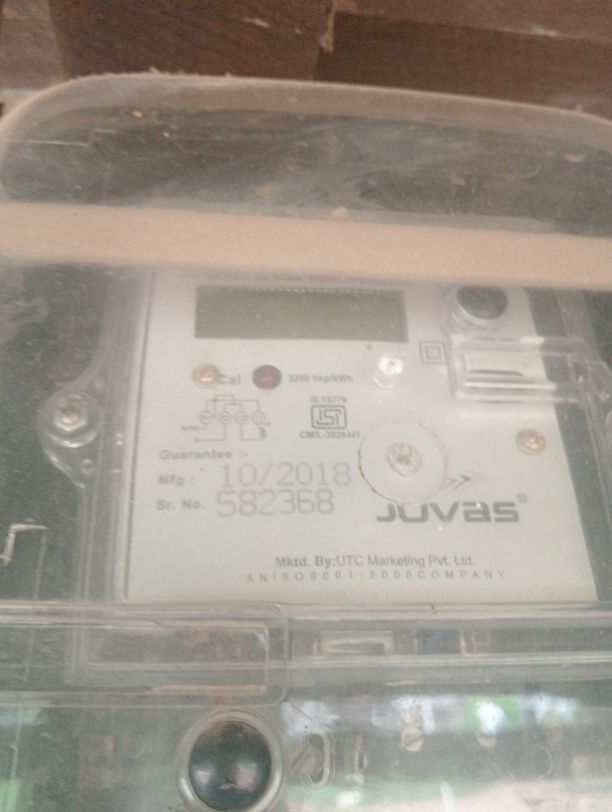 Cal
3200 Imp/kWh
IS:13779
ISI
Guarantee :-
Mfg : 10/2018
Sr. No. 582368
JUVAS®
Mktd. By:UTC Marketing Pvt. Ltd.
AN ISO 9001:2008 COMPANY